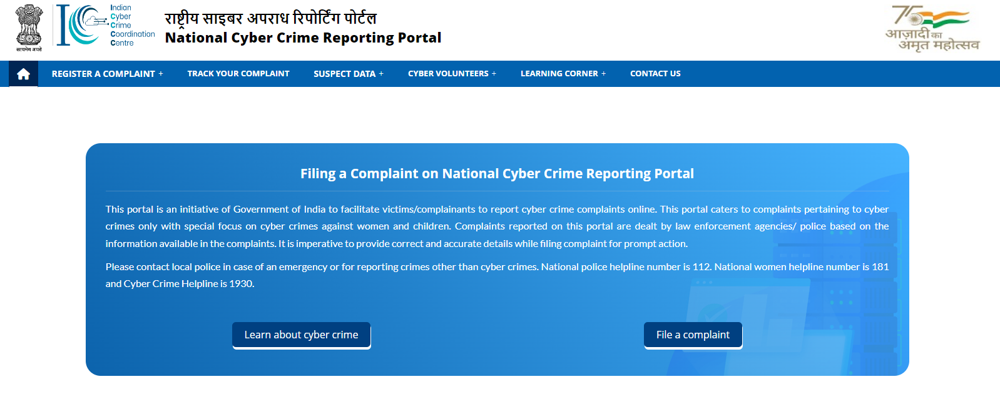 सत्यमेव जयते
Indian
Cyber
Crime
Coordination
Centre
राष्ट्रीय साइबर अपराध रिपोर्टिंग पोर्टल
National Cyber Crime Reporting Portal
75
आज़ादी का
अमृत महोत्सव
REGISTER A COMPLAINT + TRACK YOUR COMPLAINT SUSPECT DATA + CYBER VOLUNTEERS + LEARNING CORNER + CONTACT US
Filing a Complaint on National Cyber Crime Reporting Portal
This portal is an initiative of Government of India to facilitate victims/complainants to report cyber crime complaints online. This portal caters to complaints pertaining to cyber
crimes only with special focus on cyber crimes against women and children. Complaints reported on this portal are dealt by law enforcement agencies/ police based on the
information available in the complaints. It is imperative to provide correct and accurate details while filing complaint for prompt action.
Please contact local police in case of an emergency or for reporting crimes other than cyber crimes. National police helpline number is 112. National women helpline number is 181
and Cyber Crime Helpline is 1930.
Learn about cyber crime File a complaint